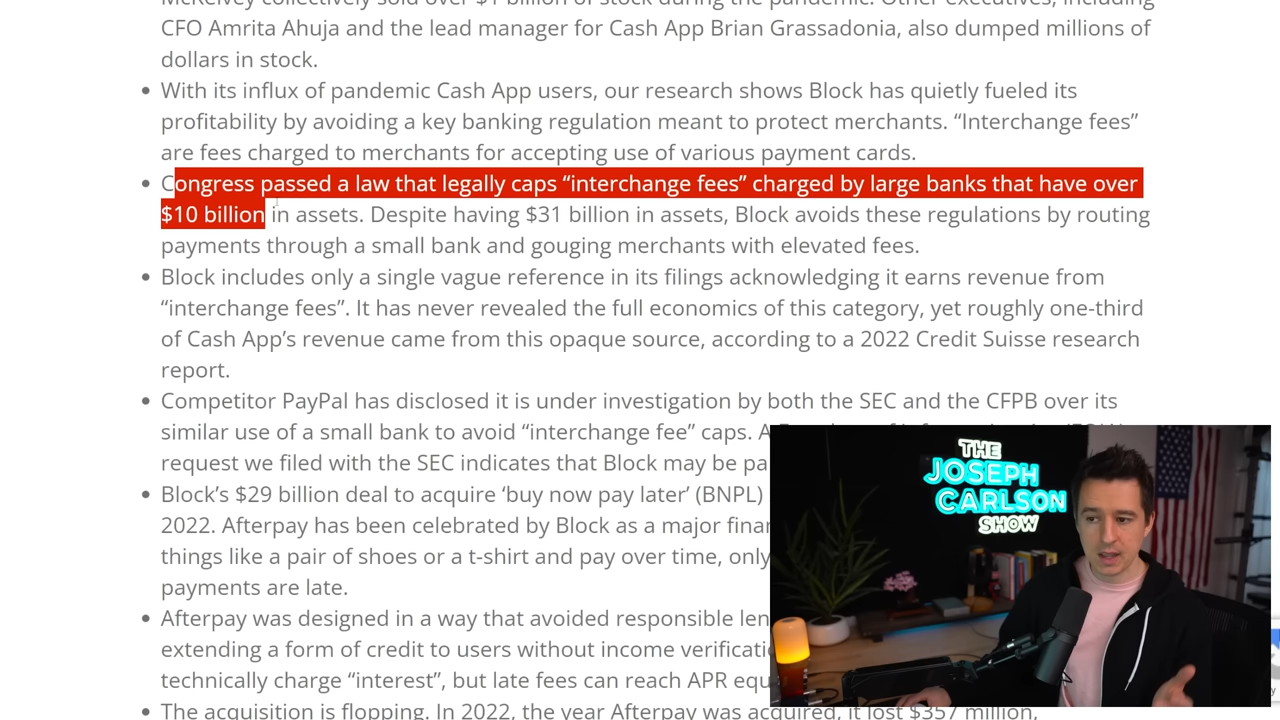 McKelvey collectively sold over $1 billion of stock during the pandemic. Other executives, including
CFO Amrita Ahuja and the lead manager for Cash App Brian Grassadonia, also dumped millions of
dollars in stock.
With its influx of pandemic Cash App users, our research shows Block has quietly fueled its
profitability by avoiding a key banking regulation meant to protect merchants. “Interchange fees”
are fees charged to merchants for accepting use of various payment cards.
Congress passed a law that legally caps “interchange fees” charged by large banks that have over
$10 billion in assets. Despite having $31 billion in assets, Block avoids these regulations by routing
payments through a small bank and gouging merchants with elevated fees.
Block includes only a single vague reference in its filings acknowledging it earns revenue from
“interchange fees”. It has never revealed the full economics of this category, yet roughly one-third
of Cash App’s revenue came from this opaque source, according to a 2022 Credit Suisse research
report.
Competitor PayPal has disclosed it is under investigation by both the SEC and the CFPB over its
similar use of a small bank to avoid “interchange fee” caps. A
request we filed with the SEC indicates that Block may be pa
Block’s $29 billion deal to acquire ‘buy now pay later’ (BNPL)
2022. Afterpay has been celebrated by Block as a major finan
things like a pair of shoes or a t-shirt and pay over time, only
payments are late.
Afterpay was designed in a way that avoided responsible len
extending a form of credit to users without income verificati
technically charge “interest”, but late fees can reach APR equ
The acquisition is flopping. In 2022, the year Afterpay was acquired, it lost $357 million,
THE
JOSEPH
CARLSON
SHOW